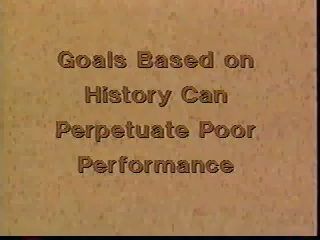 Goals Based on
History Can
Perpetuate Poor
Performance